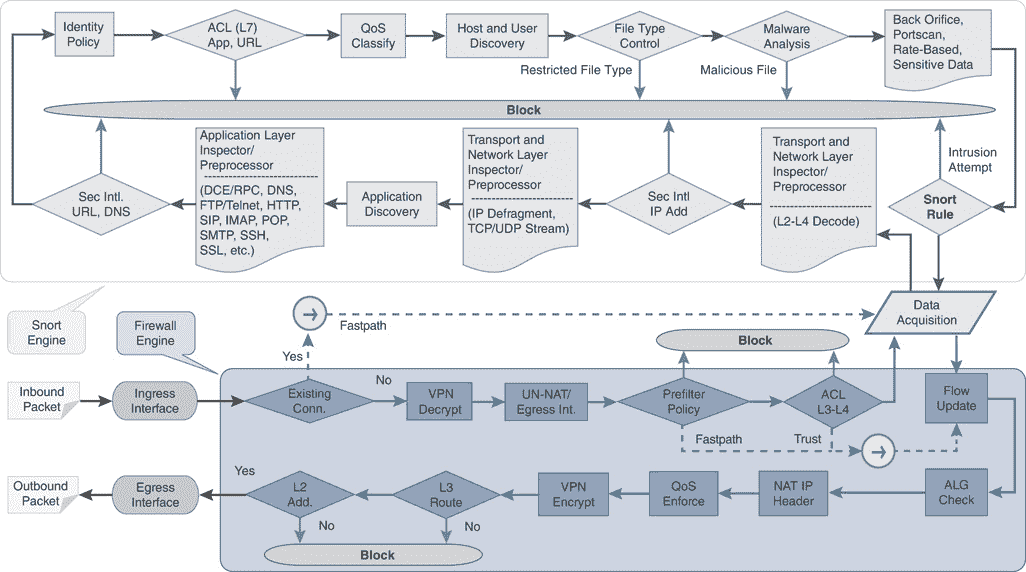 Identity
Policy
ACL (L7)
App, URL
QoS
Classify
Host and User
Discovery
File Type
Control
Malware
Analysis
Back Orifice,
Portscan,
Rate-Based,
Sensitive Data
Restricted File Type
Malicious File
Block
Sec Intl.
URL, DNS
Application Layer
Inspector/
Preprocessor
(DCE/RPC, DNS,
FTP/Telnet, HTTP,
SIP, IMAP, POP,
SMTP, SSH,
SSL, etc.)
Application
Discovery
Transport and
Network Layer
Inspector/
Preprocessor
(IP Defragment,
TCP/UDP Stream)
Sec Intl
IP Add
Transport and
Network Layer
Inspector/
Preprocessor
(L2-L4 Decode)
Intrusion
Attempt
Snort
Rule
Snort
Engine
Firewall
Engine
Fastpath
Yes
Data
Acquisition
Block
Inbound
Packet
Ingress
Interface
Existing
Conn.
No
VPN
Decrypt
UN-NAT/
Egress Int.
Prefilter
Policy
ACL
L3-L4
Flow
Update
Fastpath
Trust
Outbound
Packet
Egress
Interface
Yes
L2
Add.
L3
Route
VPN
Encrypt
QoS
Enforce
NAT IP
Header
ALG
Check
No
No
Block